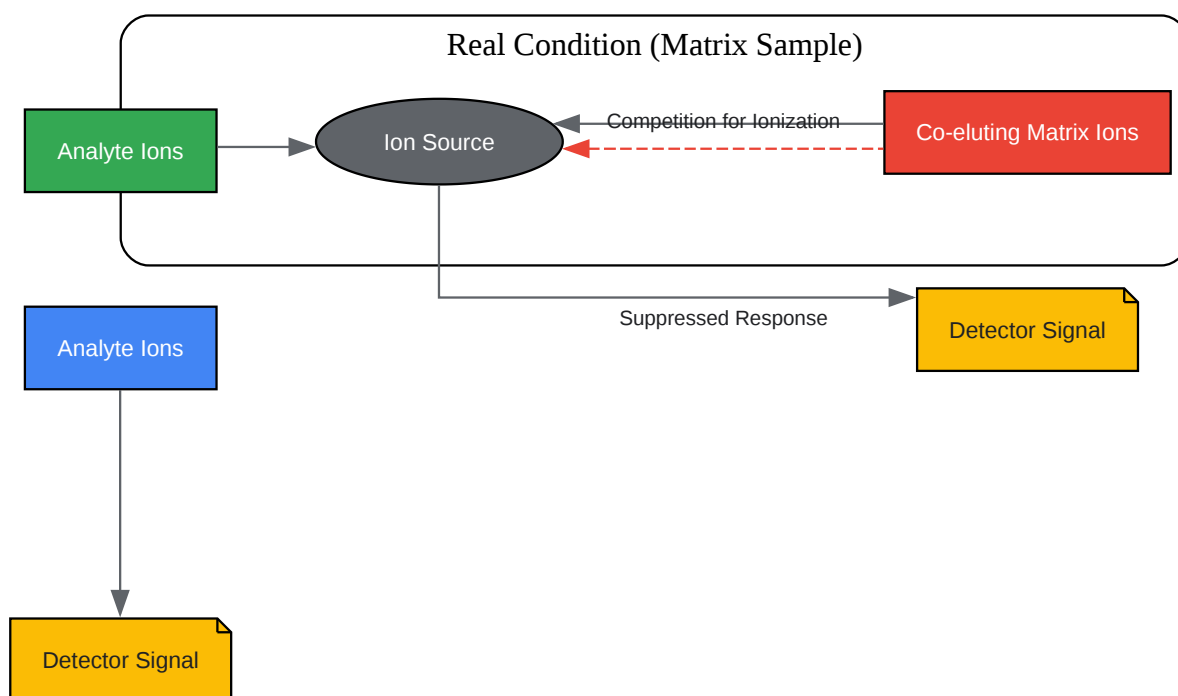 Real Condition (Matrix Sample)
Analyte Ions
Ion Source
Competition for Ionization
Co-eluting Matrix Ions
Suppressed Response
Detector Signal
Analyte Ions
Detector Signal